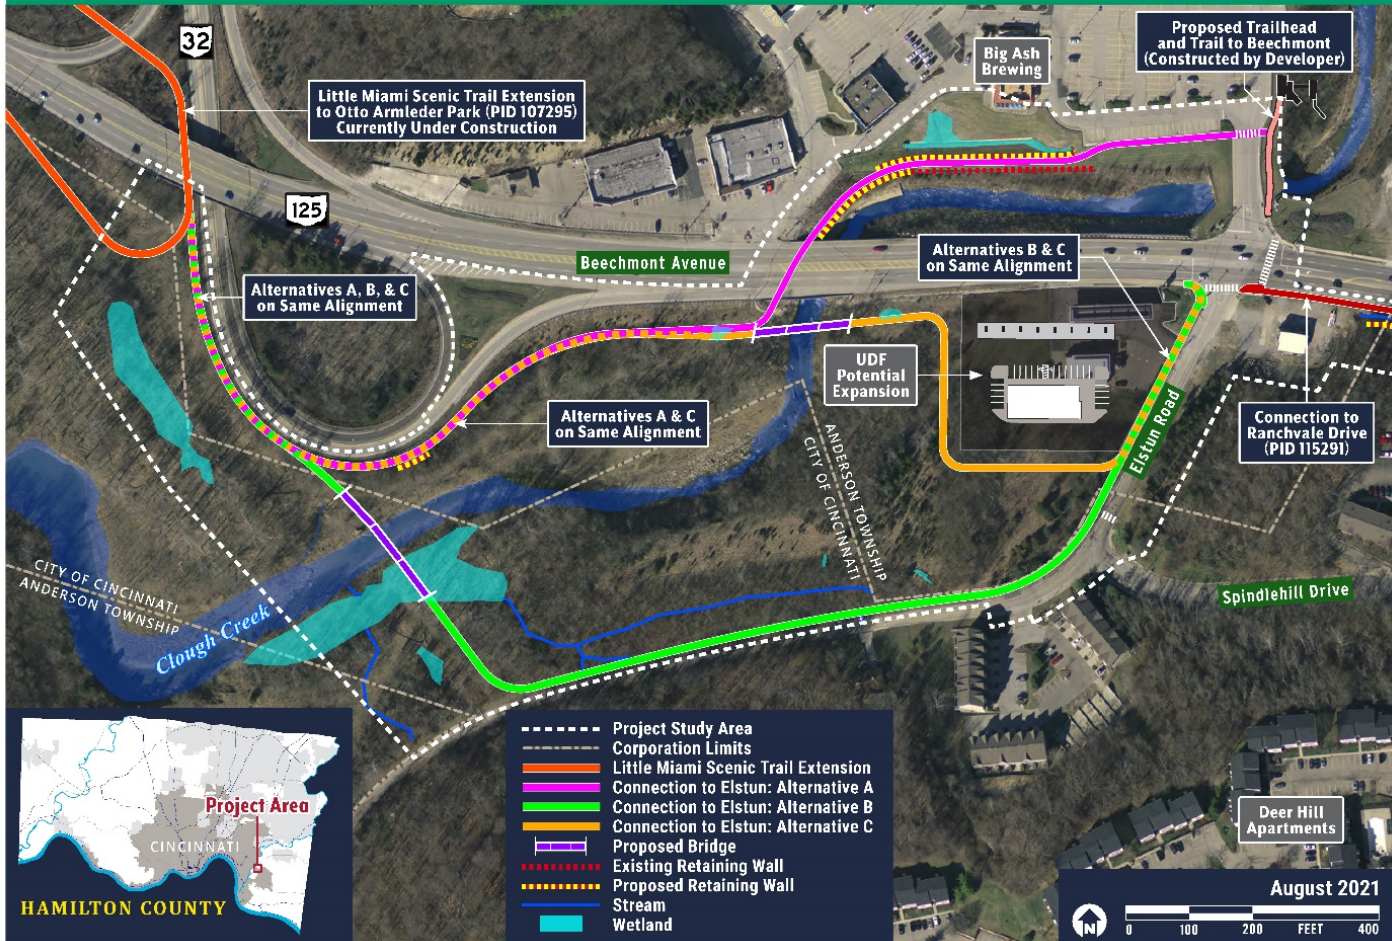 32
Little Miami Scenic Trail Extension
to Otto Armleder Park (PID 107295)
Currently Under Construction
Big Ash
Brewing
Proposed Trailhead
and Trail to Beechmont
(Constructed by Developer)
125
Beechmont Avenue
Alternatives B & C
on Same Alignment
Alternatives A, B, & C
on Same Alignment
UDF
Potential
Expansion
Alternatives A & C
on Same Alignment
Elstun Road
Connection to
Ranchvale Drive
(PID 115291)
ANDERSON TOWNSHIP
CITY OF CINCINNATI
CITY OF CINCINNATI
ANDERSON TOWNSHIP
Clough Creek
Spindlehill Drive
Project Area
CINCINNATI
HAMILTON COUNTY
Project Study Area
Corporation Limits
Little Miami Scenic Trail Extension
Connection to Elstun: Alternative A
Connection to Elstun: Alternative B
Connection to Elstun: Alternative C
Proposed Bridge
Existing Retaining Wall
Proposed Retaining Wall
Stream
Wetland
Deer Hill
Apartments
August 2021
N
0 100 200 FEET 400